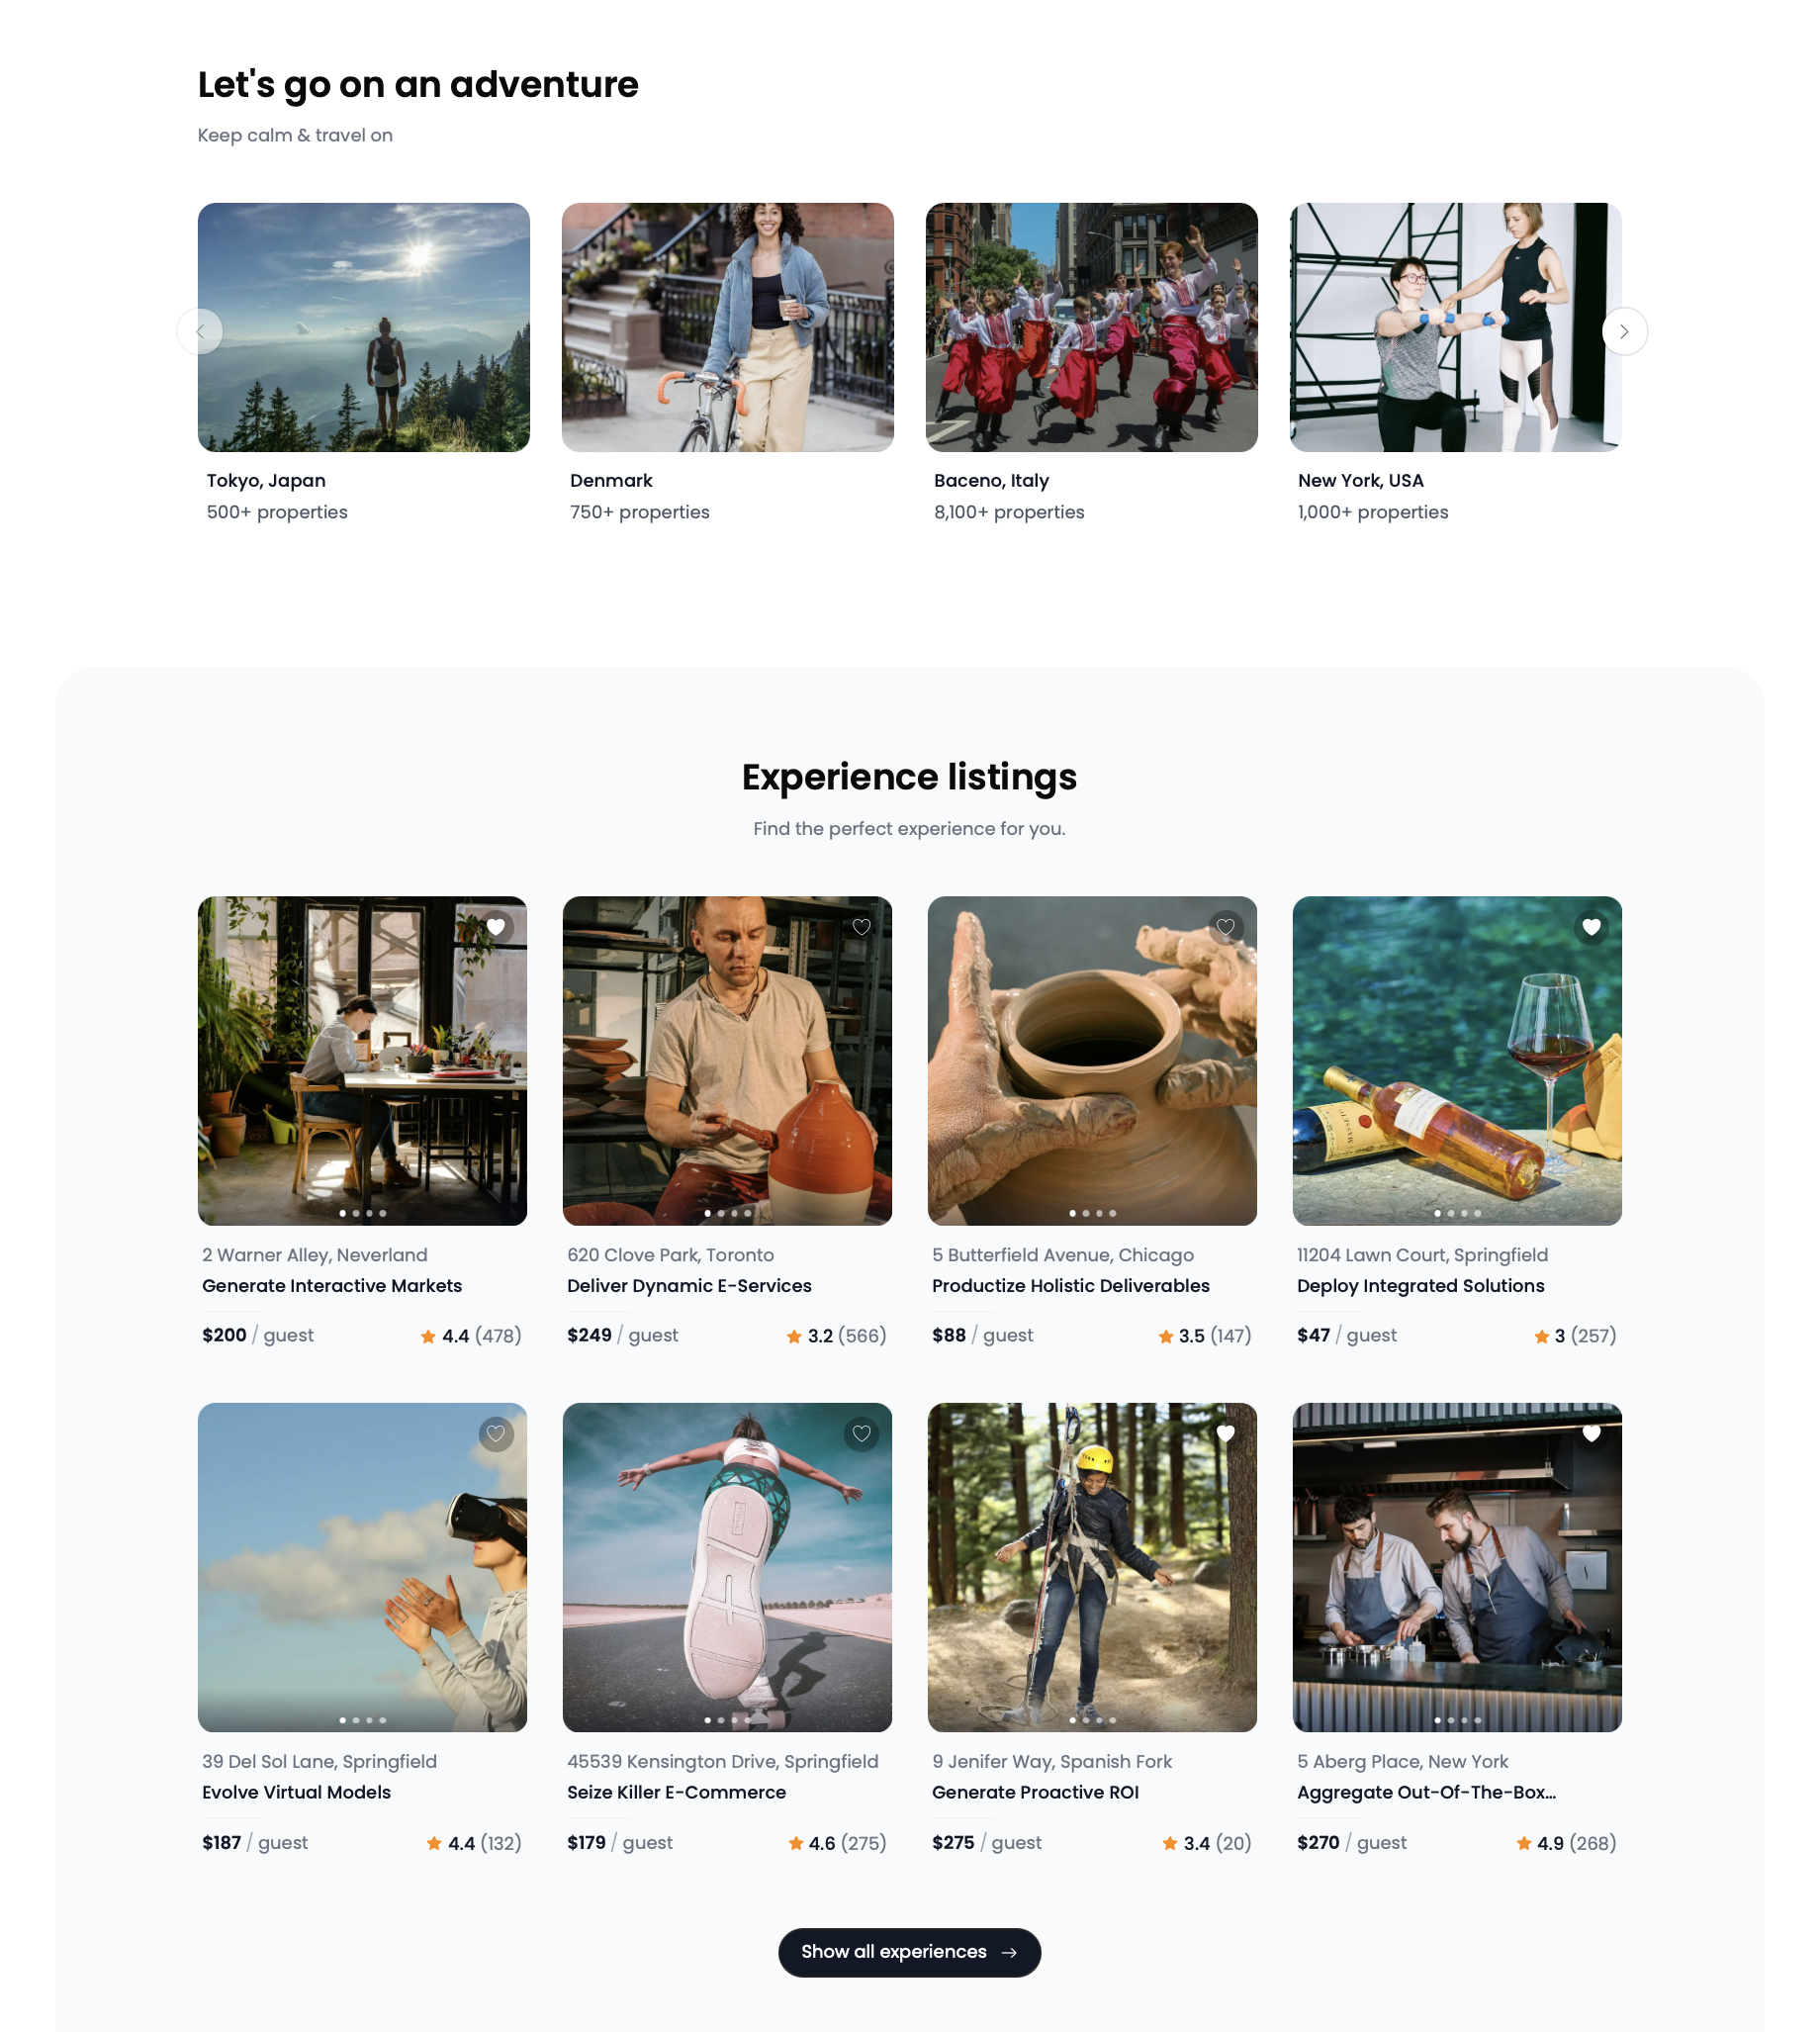 Let's go on an adventure
Keep calm & travel on
Tokyo, Japan
500+ properties
Denmark
750+ properties
Baceno, Italy
8,100+ properties
New York, USA
1,000+ properties
Experience listings
Find the perfect experience for you.
2 Warner Alley, Neverland
Generate Interactive Markets
$200 / guest
4.4 (478)
620 Clove Park, Toronto
Deliver Dynamic E-Services
$249 / guest
3.2 (566)
5 Butterfield Avenue, Chicago
Productize Holistic Deliverables
$88 / guest
3.5 (147)
11204 Lawn Court, Springfield
Deploy Integrated Solutions
$47 / guest
3 (257)
39 Del Sol Lane, Springfield
Evolve Virtual Models
$187 / guest
4.4 (132)
45539 Kensington Drive, Springfield
Seize Killer E-Commerce
$179 / guest
4.6 (275)
9 Jenifer Way, Spanish Fork
Generate Proactive ROI
$275 / guest
3.4 (20)
5 Aberg Place, New York
Aggregate Out-Of-The-Box...
$270 / guest
4.9 (268)
Show all experiences